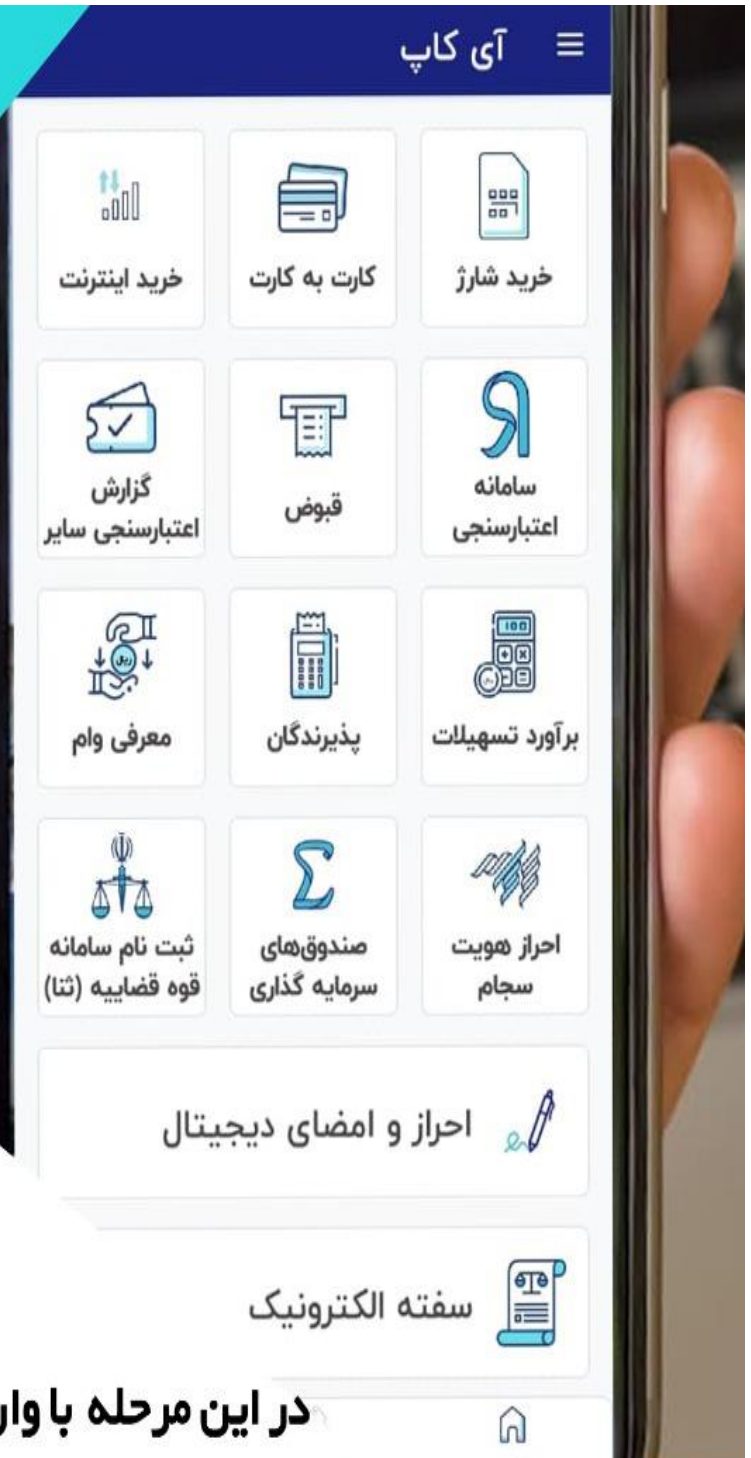 آی کاپ
خرید شارژ
کارت به کارت
خرید اینترنت
سامانه
اعتبارسنجی
قبوض
گزارش
اعتبارسنجی سایر
برآورد تسهیلات
پذیرندگان
معرفی وام
احراز هویت
سجام
صندوق‌های
سرمایه گذاری
ثبت نام سامانه
قوه قضاییه (ثنا)
احراز و امضای دیجیتال
سفته الکترونیک
در این مرحله با